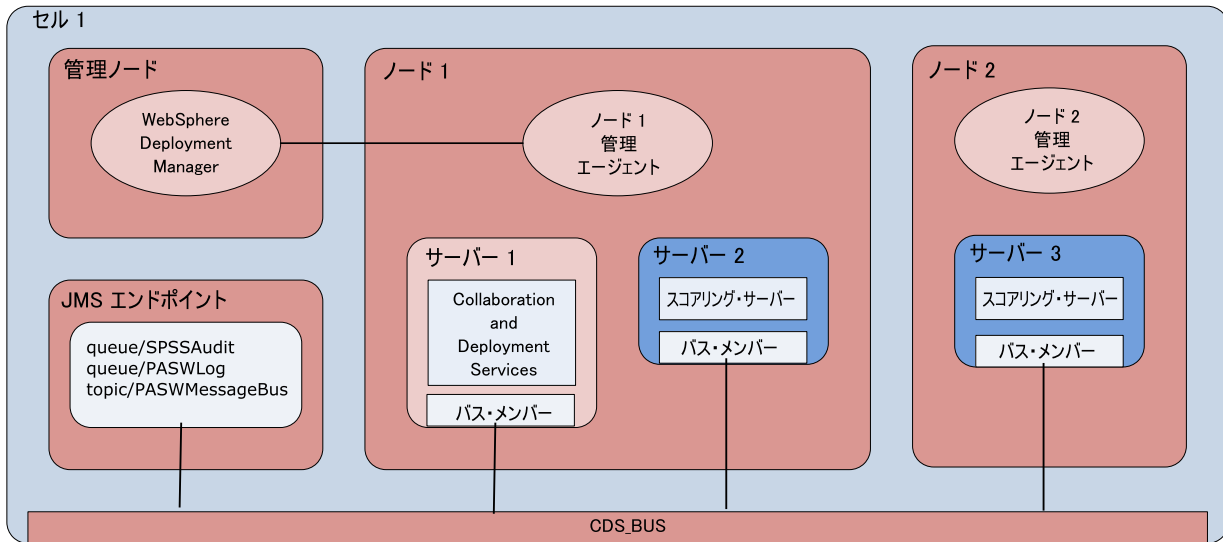 セル 1
管理ノード
WebSphere
Deployment
Manager
ノード 1
ノード 1
管理
エージェント
ノード 2
ノード 2
管理
エージェント
JMS エンドポイント
queue/SPSSAudit
queue/PASWLog
topic/PASWMessageBus
サーバー 1
Collaboration
and
Deployment
Services
バス・メンバー
サーバー 2
スコアリング・サーバー
バス・メンバー
サーバー 3
スコアリング・サーバー
バス・メンバー
CDS_BUS